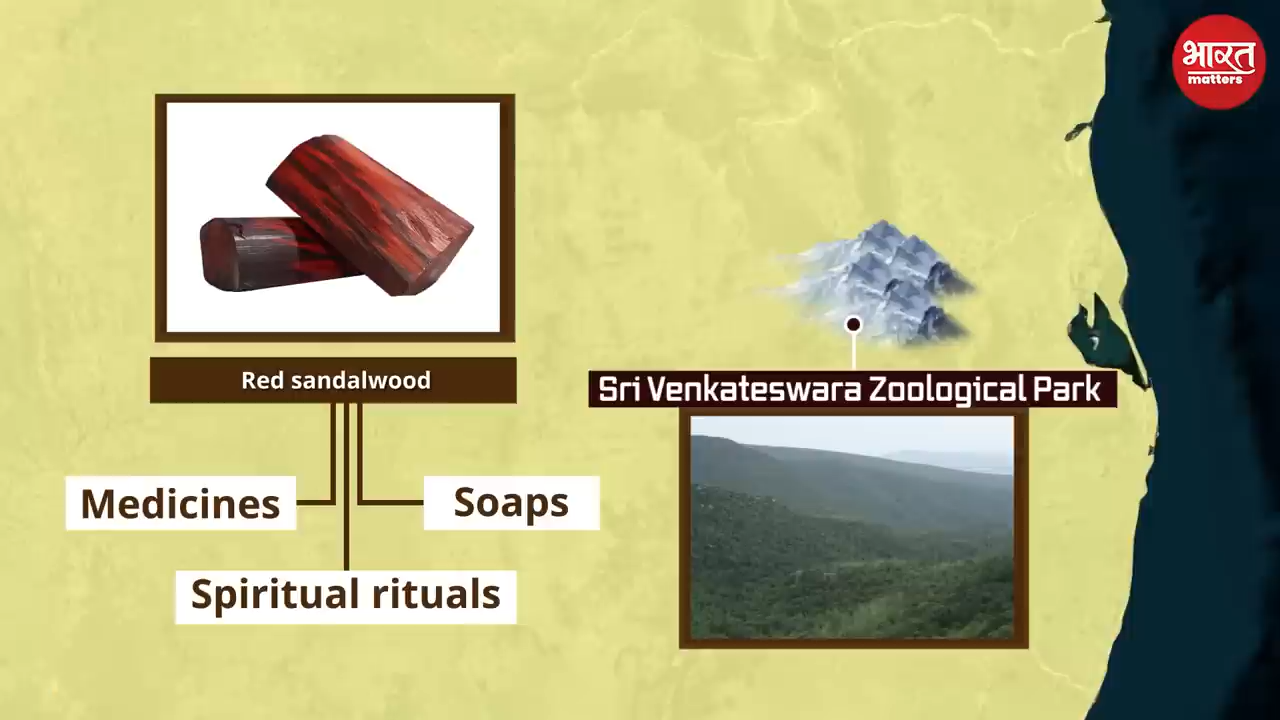 भारत
matters
Red sandalwood
Sri Venkateswara Zoological Park
Medicines
Soaps
Spiritual rituals